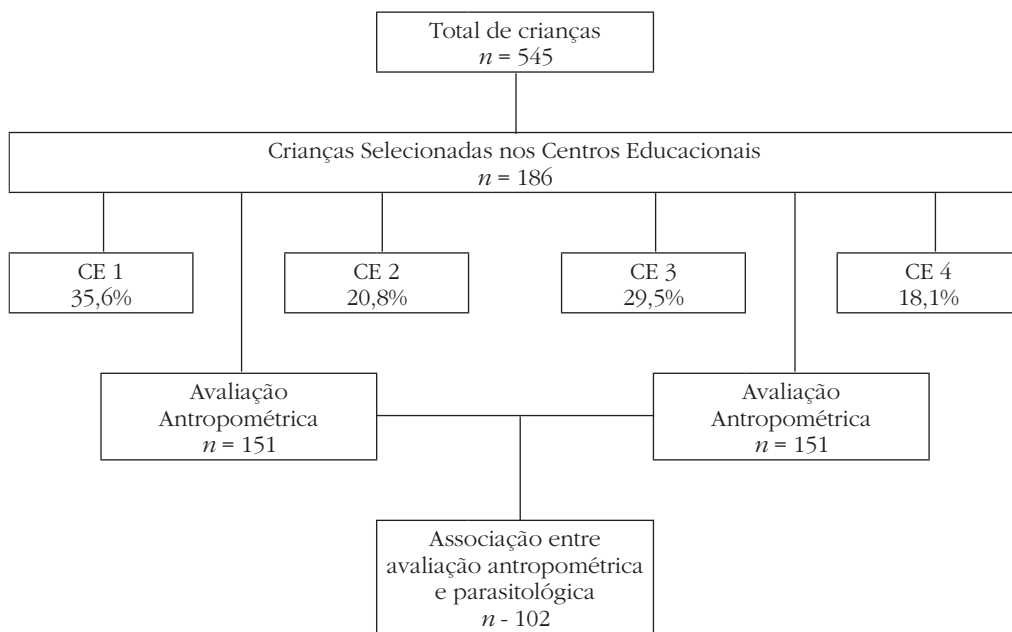 Total de crianças
n = 545
Crianças Selecionadas nos Centros Educacionais
n = 186
CE 1
35,6%
CE 2
20,8%
CE 3
29,5%
CE 4
18,1%
Avaliação
Antropométrica
n = 151
Avaliação
Antropométrica
n = 151
Associação entre
avaliação antropométrica
e parasitológica
n - 102